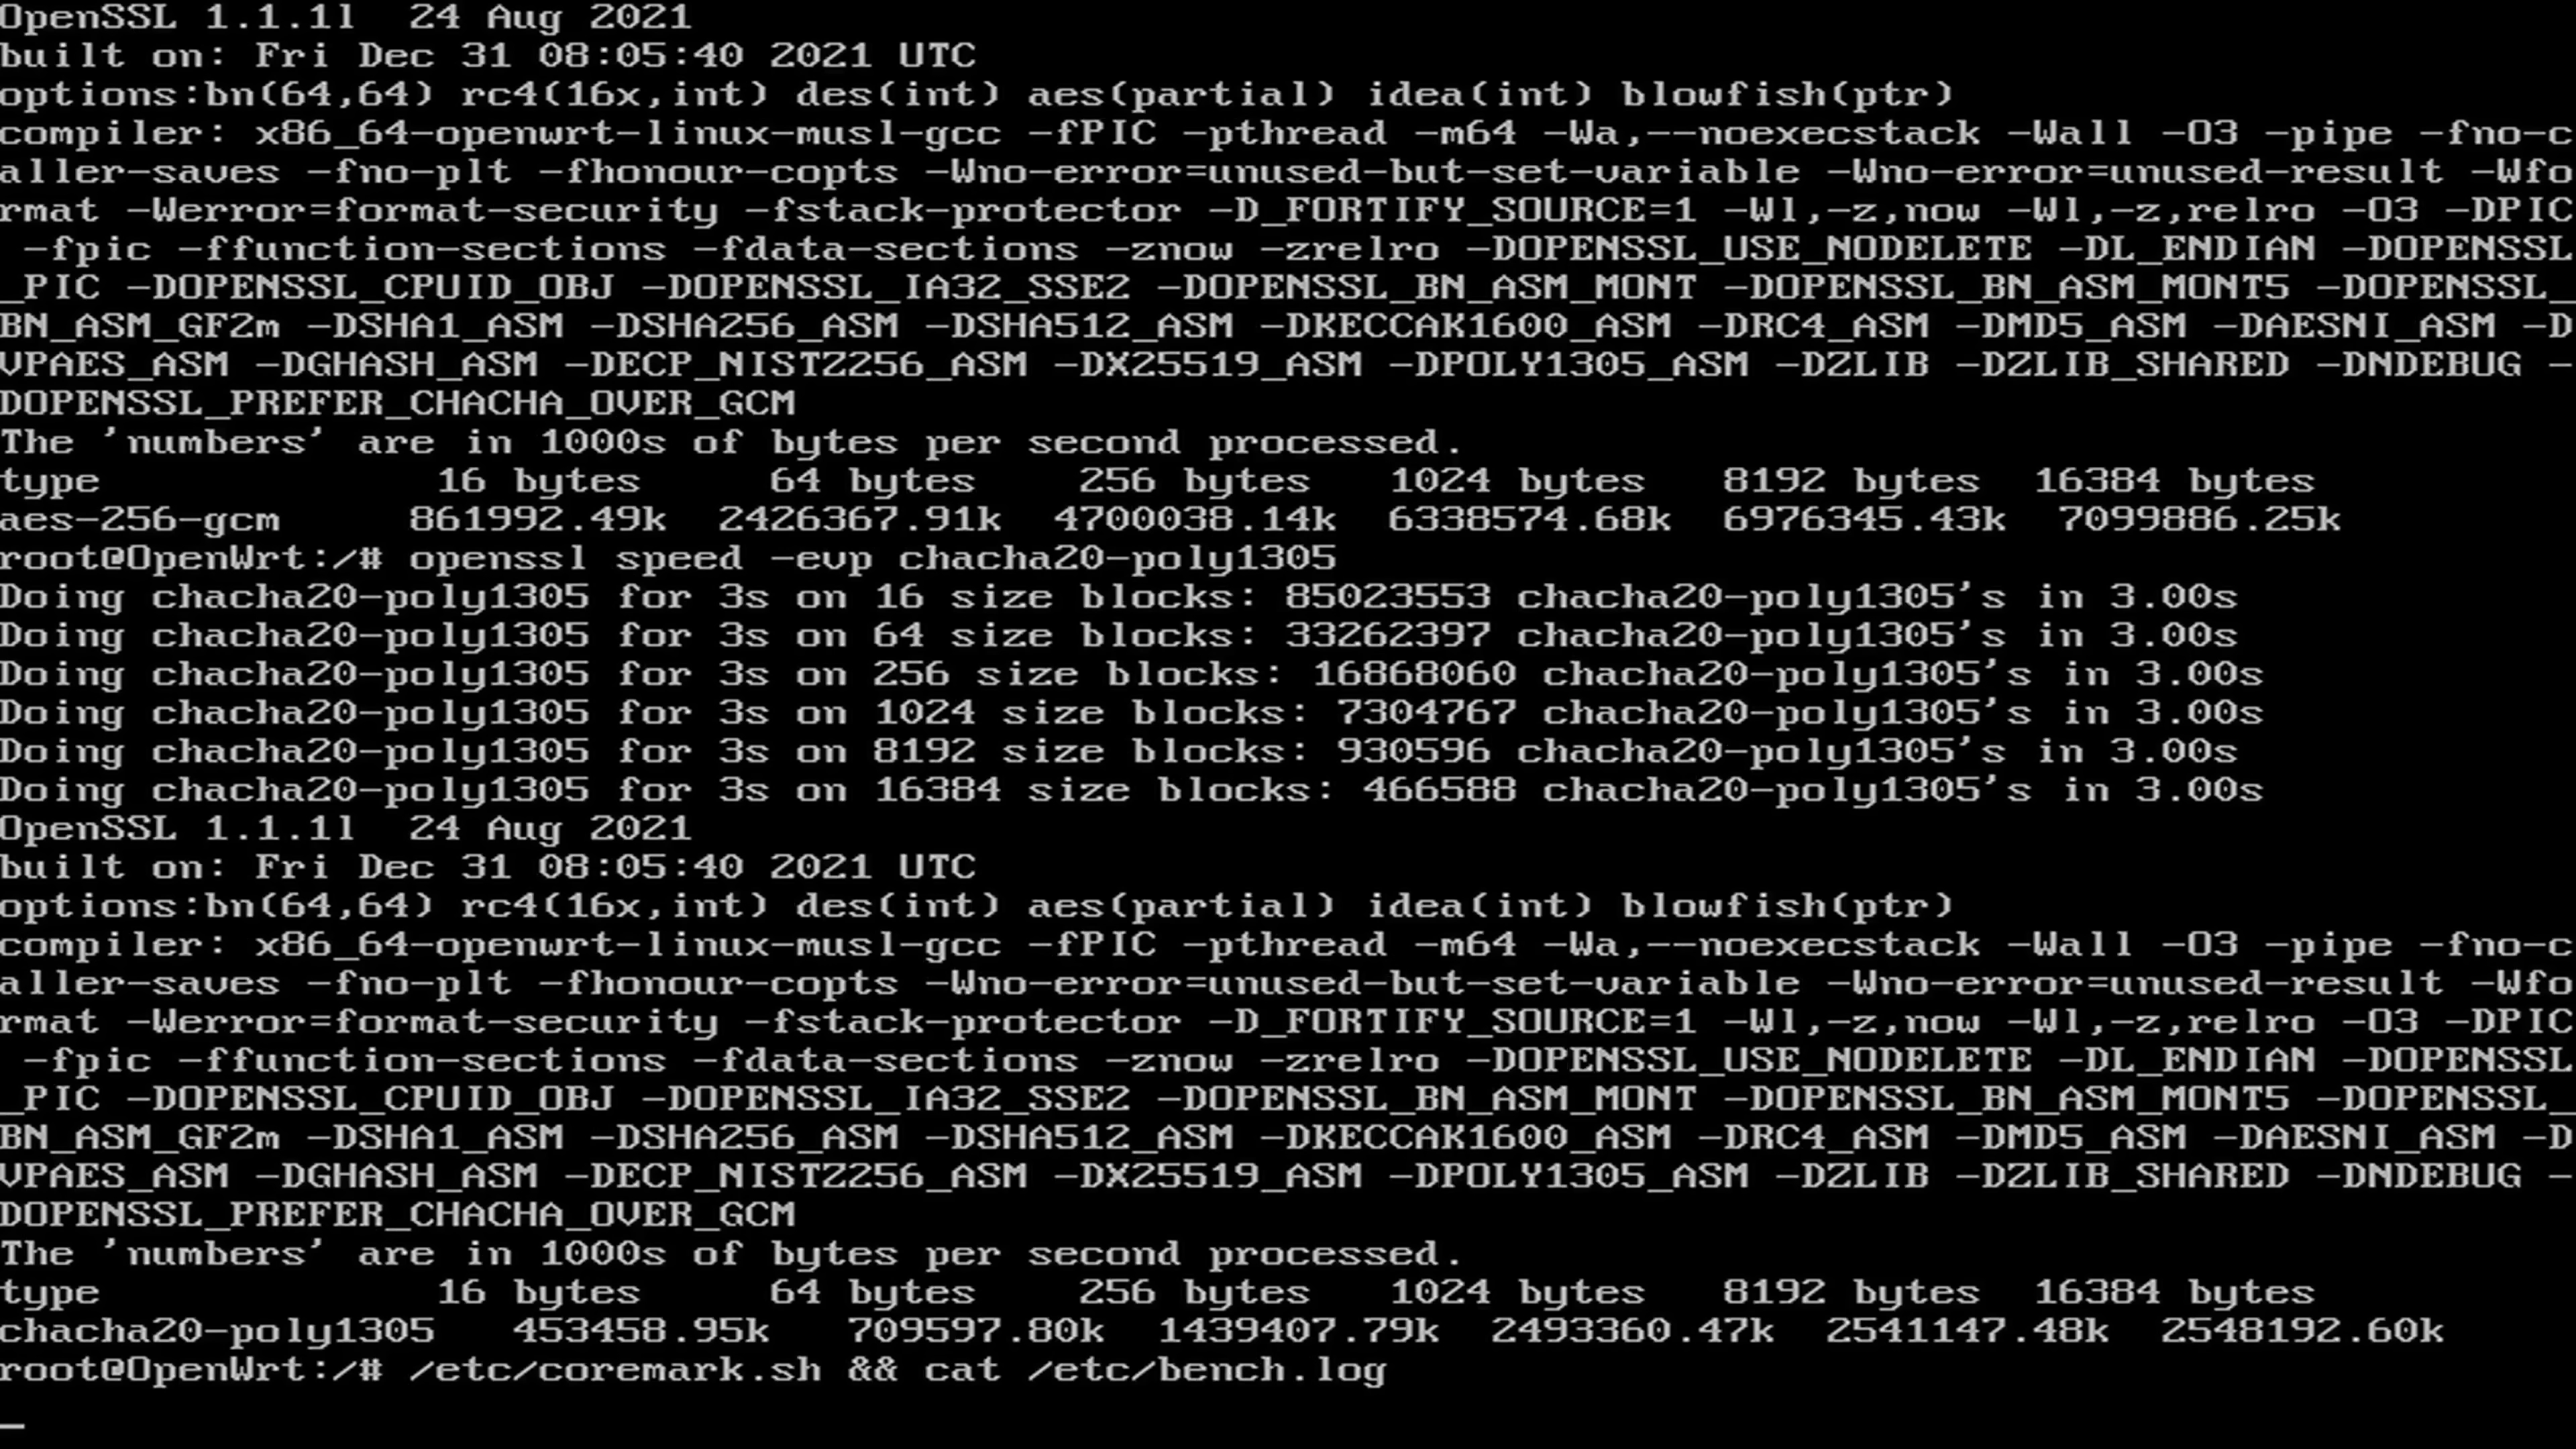 OpenSSL 1.1.1l  24 Aug 2021
built on: Fri Dec 31 08:05:40 2021 UTC
options:bn(64,64) rc4(16x,int) des(int) aes(partial) idea(int) blowfish(ptr)
compiler: x86_64-openwrt-linux-musl-gcc -fPIC -pthread -m64 -Wa,--noexecstack -Wall -O3 -pipe -fno-c
aller-saves -fno-plt -fhonour-copts -Wno-error=unused-but-set-variable -Wno-error=unused-result -Wfo
rmat -Werror=format-security -fstack-protector -D_FORTIFY_SOURCE=1 -Wl,-z,now -Wl,-z,relro -O3 -DPIC
 -fpic -ffunction-sections -fdata-sections -znow -zrelro -DOPENSSL_USE_NODELETE -DL_ENDIAN -DOPENSSL
_PIC -DOPENSSL_CPUID_OBJ -DOPENSSL_IA32_SSE2 -DOPENSSL_BN_ASM_MONT -DOPENSSL_BN_ASM_MONT5 -DOPENSSL_
BN_ASM_GF2m -DSHA1_ASM -DSHA256_ASM -DSHA512_ASM -DKECCAK1600_ASM -DRC4_ASM -DMD5_ASM -DAESNI_ASM -D
VPAES_ASM -DGHASH_ASM -DECP_NISTZ256_ASM -DX25519_ASM -DPOLY1305_ASM -DZLIB -DZLIB_SHARED -DNDEBUG -
DOPENSSL_PREFER_CHACHA_OVER_GCM
The 'numbers' are in 1000s of bytes per second processed.
type             16 bytes     64 bytes    256 bytes   1024 bytes   8192 bytes  16384 bytes
aes-256-gcm     861992.49k  2426367.91k  4700038.14k  6338574.68k  6976345.43k  7099886.25k
root@OpenWrt:/# openssl speed -evp chacha20-poly1305
Doing chacha20-poly1305 for 3s on 16 size blocks: 85023553 chacha20-poly1305's in 3.00s
Doing chacha20-poly1305 for 3s on 64 size blocks: 33262397 chacha20-poly1305's in 3.00s
Doing chacha20-poly1305 for 3s on 256 size blocks: 16868060 chacha20-poly1305's in 3.00s
Doing chacha20-poly1305 for 3s on 1024 size blocks: 7304767 chacha20-poly1305's in 3.00s
Doing chacha20-poly1305 for 3s on 8192 size blocks: 930596 chacha20-poly1305's in 3.00s
Doing chacha20-poly1305 for 3s on 16384 size blocks: 466588 chacha20-poly1305's in 3.00s
OpenSSL 1.1.1l  24 Aug 2021
built on: Fri Dec 31 08:05:40 2021 UTC
options:bn(64,64) rc4(16x,int) des(int) aes(partial) idea(int) blowfish(ptr)
compiler: x86_64-openwrt-linux-musl-gcc -fPIC -pthread -m64 -Wa,--noexecstack -Wall -O3 -pipe -fno-c
aller-saves -fno-plt -fhonour-copts -Wno-error=unused-but-set-variable -Wno-error=unused-result -Wfo
rmat -Werror=format-security -fstack-protector -D_FORTIFY_SOURCE=1 -Wl,-z,now -Wl,-z,relro -O3 -DPIC
 -fpic -ffunction-sections -fdata-sections -znow -zrelro -DOPENSSL_USE_NODELETE -DL_ENDIAN -DOPENSSL
_PIC -DOPENSSL_CPUID_OBJ -DOPENSSL_IA32_SSE2 -DOPENSSL_BN_ASM_MONT -DOPENSSL_BN_ASM_MONT5 -DOPENSSL_
BN_ASM_GF2m -DSHA1_ASM -DSHA256_ASM -DSHA512_ASM -DKECCAK1600_ASM -DRC4_ASM -DMD5_ASM -DAESNI_ASM -D
VPAES_ASM -DGHASH_ASM -DECP_NISTZ256_ASM -DX25519_ASM -DPOLY1305_ASM -DZLIB -DZLIB_SHARED -DNDEBUG -
DOPENSSL_PREFER_CHACHA_OVER_GCM
The 'numbers' are in 1000s of bytes per second processed.
type             16 bytes     64 bytes    256 bytes   1024 bytes   8192 bytes  16384 bytes
chacha20-poly1305   453458.95k   709597.80k  1439407.79k  2493360.47k  2541147.48k  2548192.60k
root@OpenWrt:/# /etc/coremark.sh && cat /etc/bench.log
_